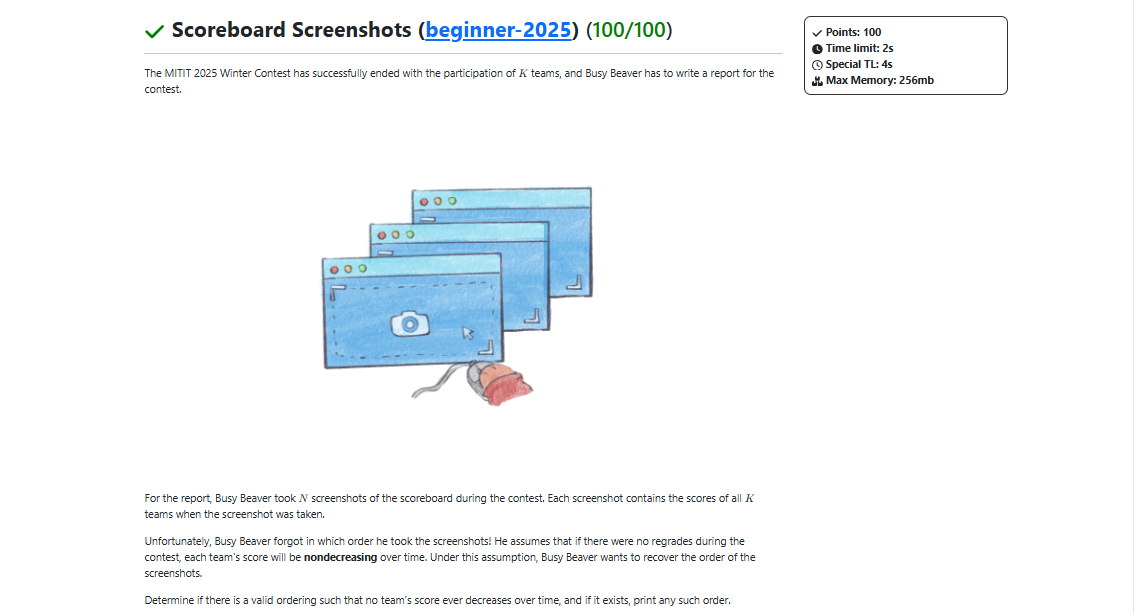 Scoreboard Screenshots (beginner-2025) (100/100)
Points: 100
Time limit: 2s
Special TL: 4s
Max Memory: 256mb
The MITIT 2025 Winter Contest has successfully ended with the participation of K teams, and Busy Beaver has to write a report for the
contest.
For the report, Busy Beaver took N screenshots of the scoreboard during the contest. Each screenshot contains the scores of all K
teams when the screenshot was taken.
Unfortunately, Busy Beaver forgot in which order he took the screenshots! He assumes that if there were no regrades during the
contest, each team's score will be nondecreasing over time. Under this assumption, Busy Beaver wants to recover the order of the
screenshots.
Determine if there is a valid ordering such that no team's score ever decreases over time, and if it exists, print any such order.